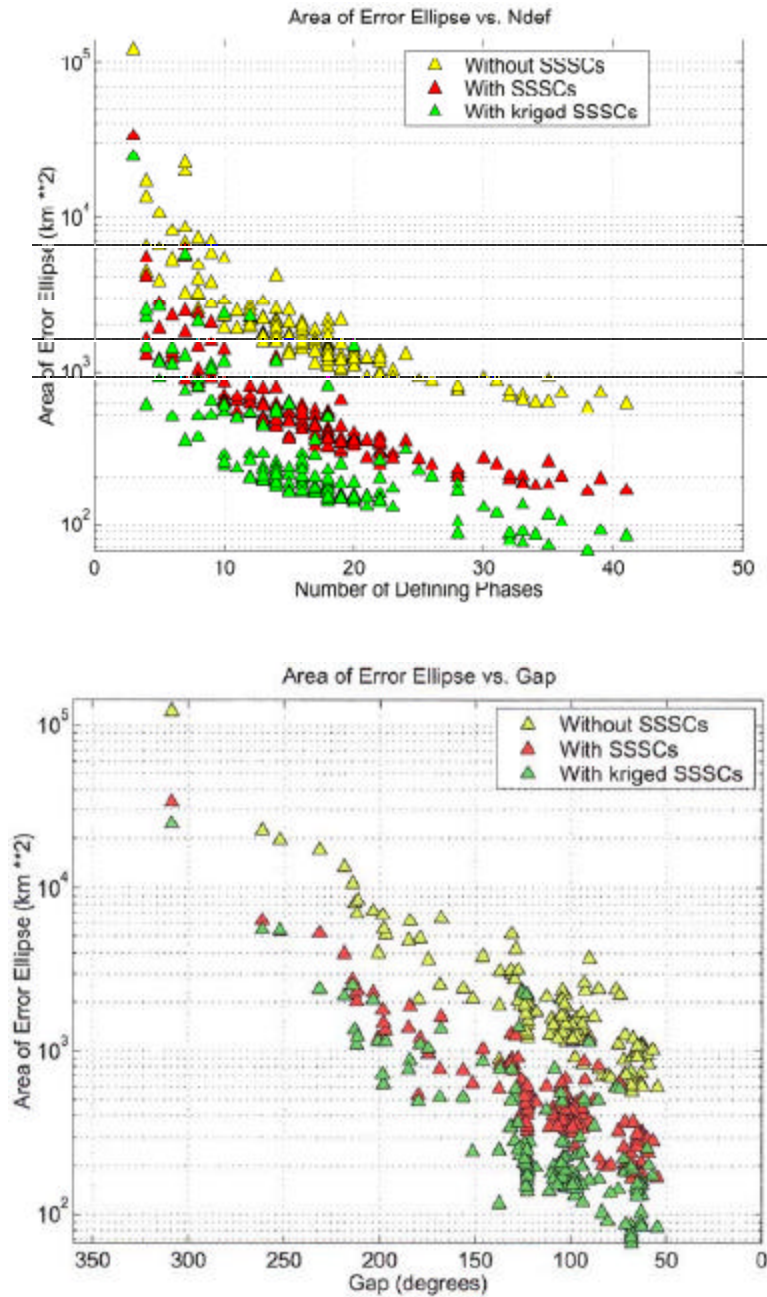 Area of Error Ellipse vs. Ndef
Without SSSCs
With SSSCs
With kriged SSSCs
Area of Error Ellipse (km **2)
10^5
10^4
10^3
10^2
0 10 20 30 40 50
Number of Defining Phases
Area of Error Ellipse vs. Gap
Without SSSCs
With SSSCs
With kriged SSSCs
Area of Error Ellipse (km **2)
10^5
10^4
10^3
10^2
350 300 250 200 150 100 50 0
Gap (degrees)